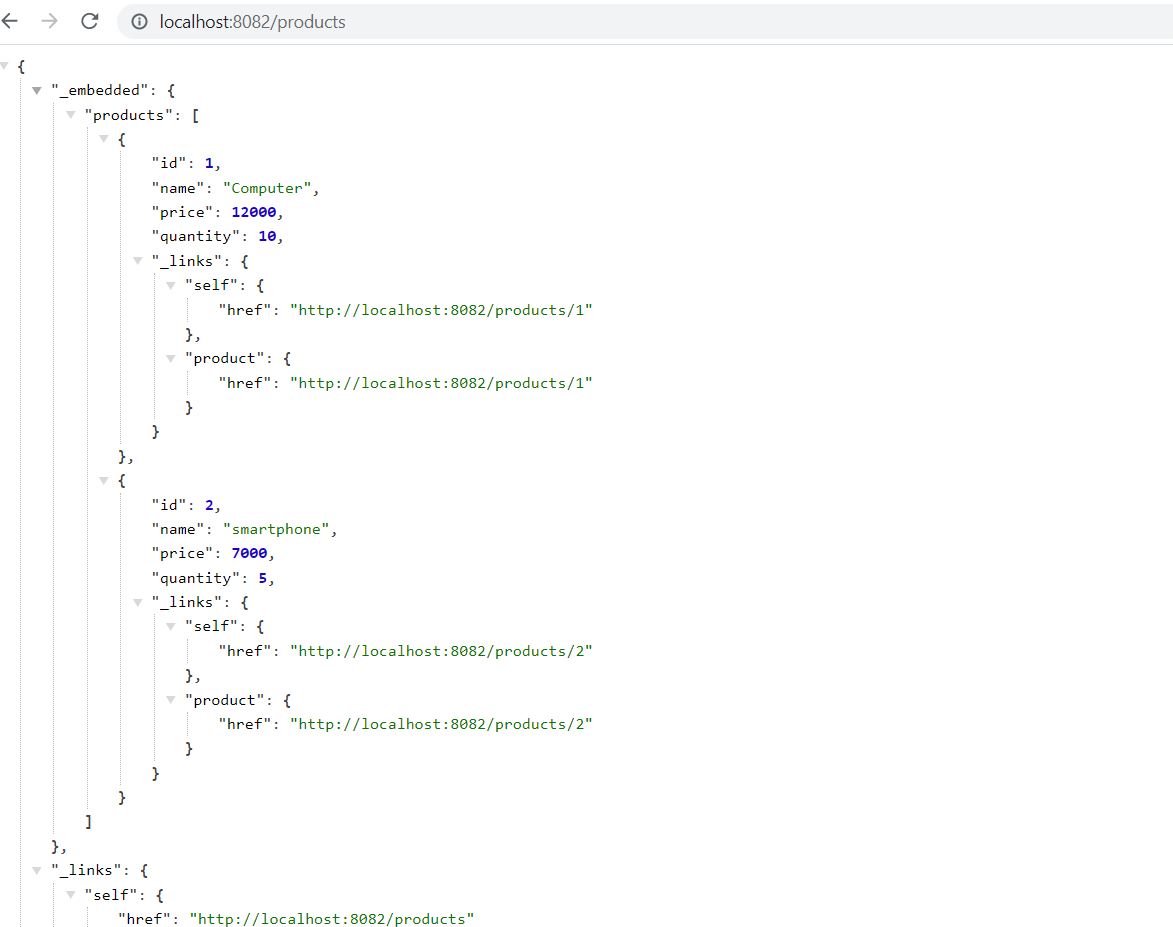 localhost:8082/products
{
"_embedded": {
"products": [
{
"id": 1,
"name": "Computer",
"price": 12000,
"quantity": 10,
"_links": {
"self": {
"href": "http://localhost:8082/products/1"
},
"product": {
"href": "http://localhost:8082/products/1"
}
}
},
{
"id": 2,
"name": "smartphone",
"price": 7000,
"quantity": 5,
"_links": {
"self": {
"href": "http://localhost:8082/products/2"
},
"product": {
"href": "http://localhost:8082/products/2"
}
}
}
]
},
"_links": {
"self": {
"href": "http://localhost:8082/products"